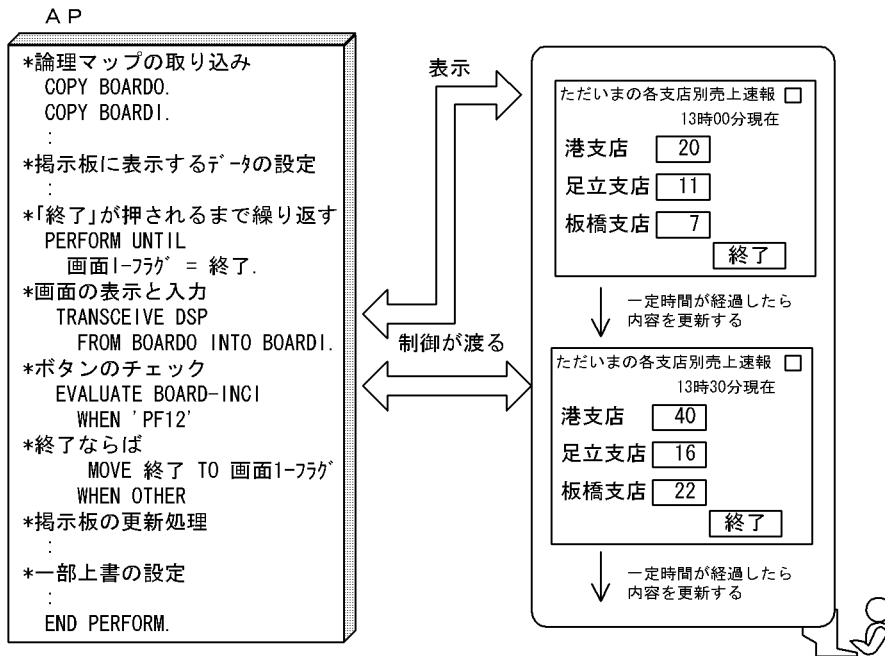 AP
*論理マップの取り込み
COPY BOARDO.
COPY BOARDI.
:
*掲示板に表示するデータの設定
:
*「終了」が押されるまで繰り返す
PERFORM UNTIL
画面1-フラグ = 終了.
*画面の表示と入力
TRANSCEIVE DSP
FROM BOARDO INTO BOARDI.
*ボタンのチェック
EVALUATE BOARD-INCI
WHEN 'PF12'
*終了ならば
MOVE 終了 TO 画面1-フラグ
WHEN OTHER
*掲示板の更新処理
:
*一部上書の設定
:
END PERFORM.
表示
制御が渡る
ただいまの各支店別売上速報
13時00分現在
港支店 20
足立支店 11
板橋支店 7
終了
一定時間が経過したら
内容を更新する
ただいまの各支店別売上速報
13時30分現在
港支店 40
足立支店 16
板橋支店 22
終了
一定時間が経過したら
内容を更新する